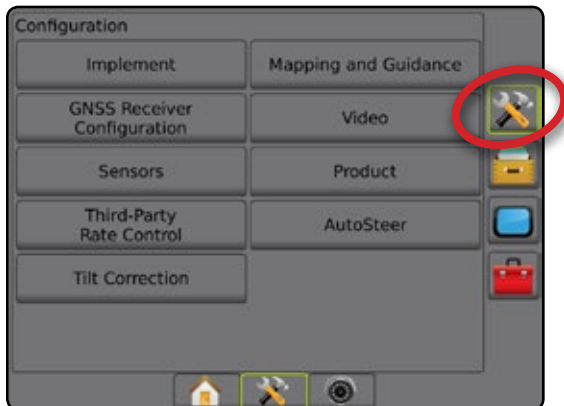 Configuration
Implement
Mapping and Guidance
GNSS Receiver
Configuration
Video
Sensors
Product
Third-Party
Rate Control
AutoSteer
Tilt Correction